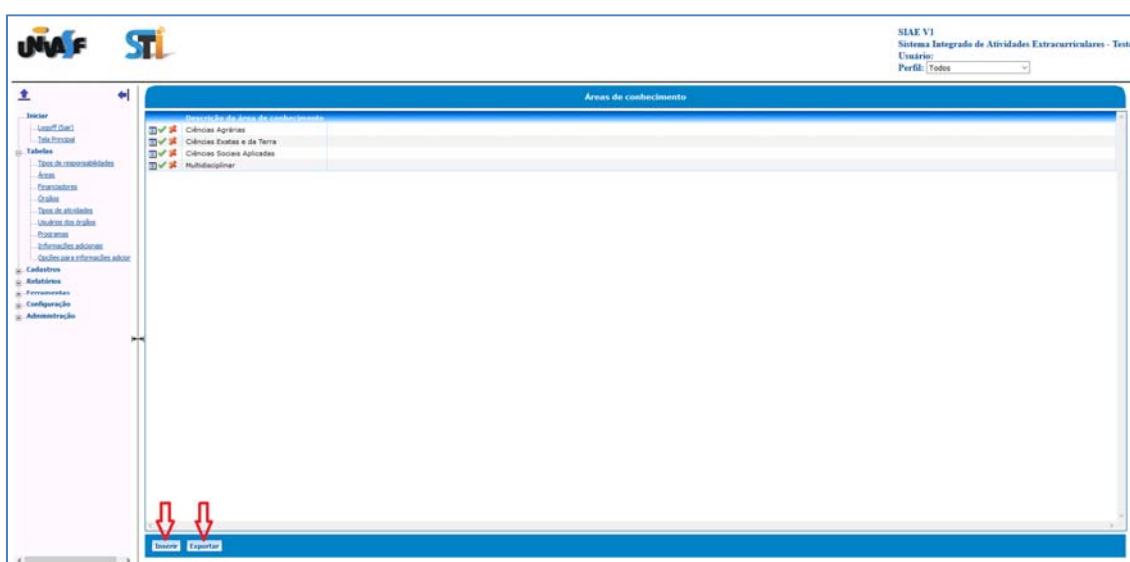 UNIVASF STI
SIAE V1
Sistema Integrado de Atividades Extracurriculares - Teste
Usuário:
Perfil: Todos
Áreas de conhecimento
Iniciar
Logoff (Sair)
Tela Principal
Tabelas
Tipos de responsabilidades
Áreas
Financiadores
Órgãos
Tipos de atividades
Usuários dos órgãos
Programas
Informações adicionais
Opções para informações adicior
Cadastros
Relatórios
Ferramentas
Configuração
Administração
Descrição da área de conhecimento
Ciências Agrárias
Ciências Exatas e da Terra
Ciências Sociais Aplicadas
Multidisciplinar
Inserir Exportar